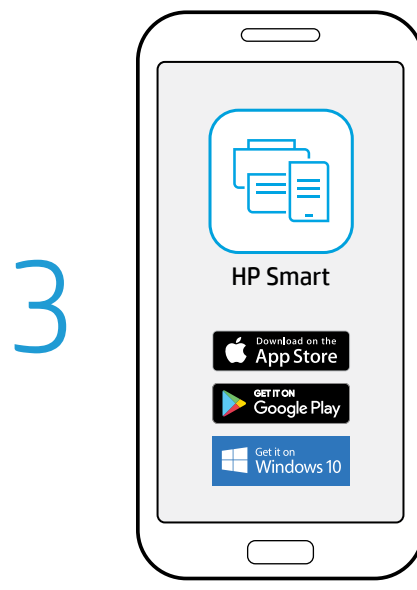 3
HP Smart
Download on the
App Store
GET IT ON
Google Play
Get it on
Windows 10